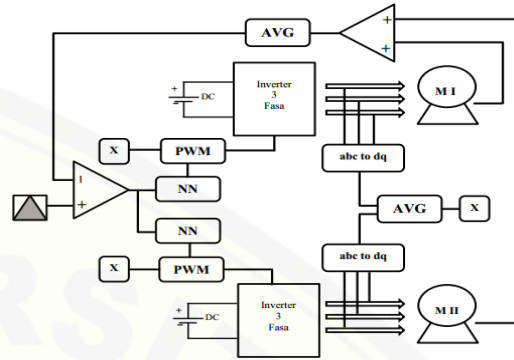 AVG
+
+
Inverter
3
Fasa
+
-
DC
M I
X
PWM
abc to dq
-
+
NN
AVG
X
NN
abc to dq
X
PWM
Inverter
3
Fasa
+
-
DC
M II
RS